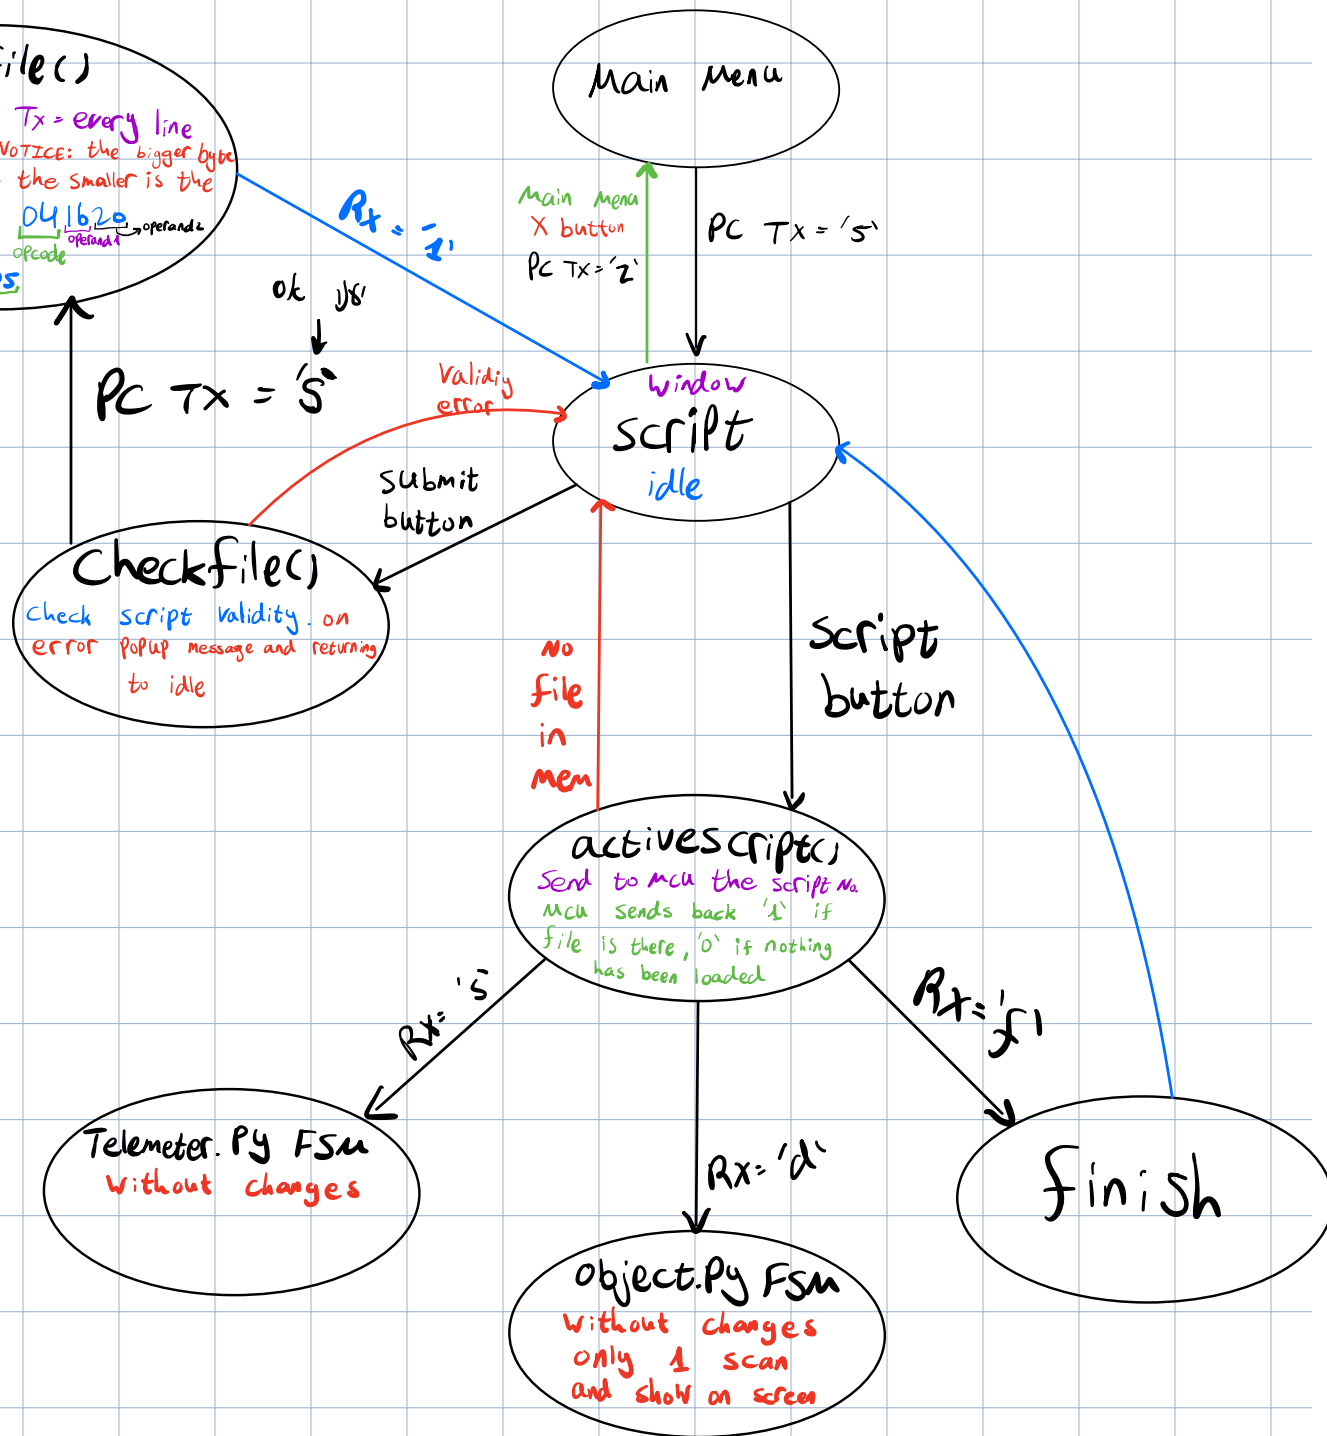 ile()
Tx = every line
NOTICE: the bigger byte
the smaller is the
04 16 20
operand1
operand2
opcode
Main Menu
Main Menu
X button
PC Tx = 'z'
PC Tx = '5'
Rx = '1'
ok
PC Tx = 'S'
Validiy
error
window
script
idle
submit
button
checkfile()
check script validity. on
error popup message and returning
to idle
No
file
in
mem
script
button
activescript()
Send to MCU the script No.
MCU sends back '1' if
file is there, '0' if nothing
has been loaded
Rx = 's'
Rx = 'd'
Rx = 'f'
Telemeter.Py FSM
Without changes
Object.Py FSM
Without changes
only 1 scan
and show on screen
finish